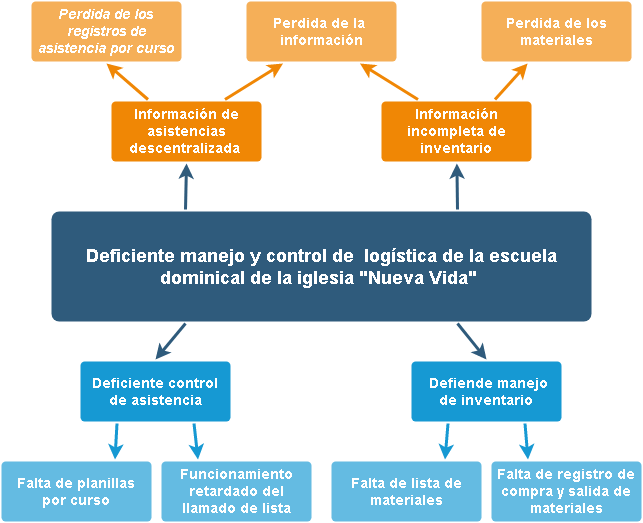 Perdida de los
registros de
asistencia por curso
Perdida de la
información
Perdida de los
materiales
Información de
asistencias
descentralizada
Información
incompleta de
inventario
Deficiente manejo y control de logística de la escuela
dominical de la iglesia "Nueva Vida"
Deficiente control
de asistencia
Defiende manejo
de inventario
Falta de planillas
por curso
Funcionamiento
retardado del
llamado de lista
Falta de lista de
materiales
Falta de registro de
compra y salida de
materiales